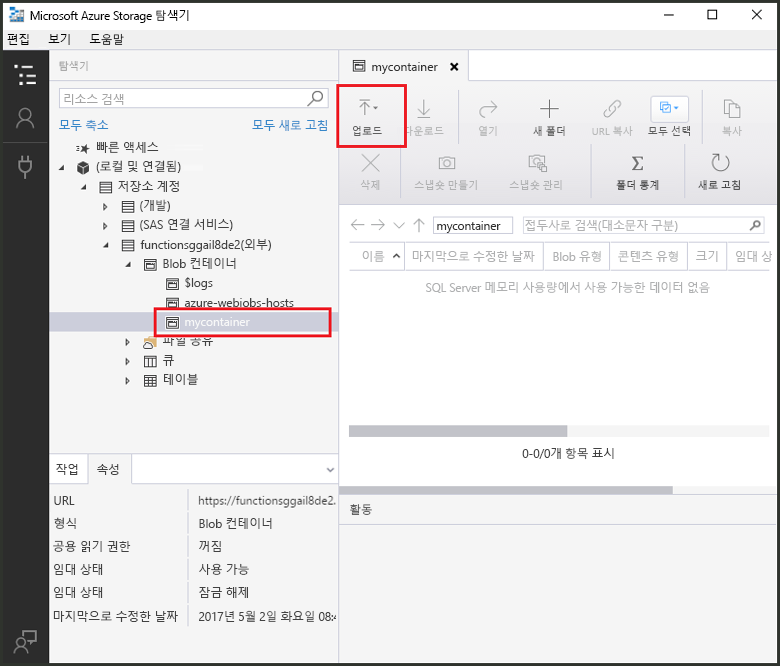 Microsoft Azure Storage 탐색기
편집 보기 도움말
탐색기
리소스 검색
모두 축소 모두 새로 고침
빠른 액세스
(로컬 및 연결됨)
저장소 계정
(개발)
(SAS 연결 서비스)
functionsggail8de2(외부)
Blob 컨테이너
$logs
azure-webjobs-hosts
mycontainer
파일 공유
큐
테이블
작업 속성
URL https://functionsggail8de2.
형식 Blob 컨테이너
공용 읽기 권한 꺼짐
임대 상태 사용 가능
임대 상태 잠금 해제
마지막으로 수정한 날짜 2017년 5월 2일 화요일 08:4
mycontainer
업로드 다운로드 열기 새 폴더 URL 복사 모두 선택 복사
삭제 스냅숏 만들기 스냅숏 관리 폴더 통계 새로 고침
mycontainer 접두사로 검색(대소문자 구분)
이름 마지막으로 수정한 날짜 Blob 유형 콘텐츠 유형 크기 임대 상
SQL Server 메모리 사용량에서 사용 가능한 데이터 없음
0-0/0개 항목 표시
활동